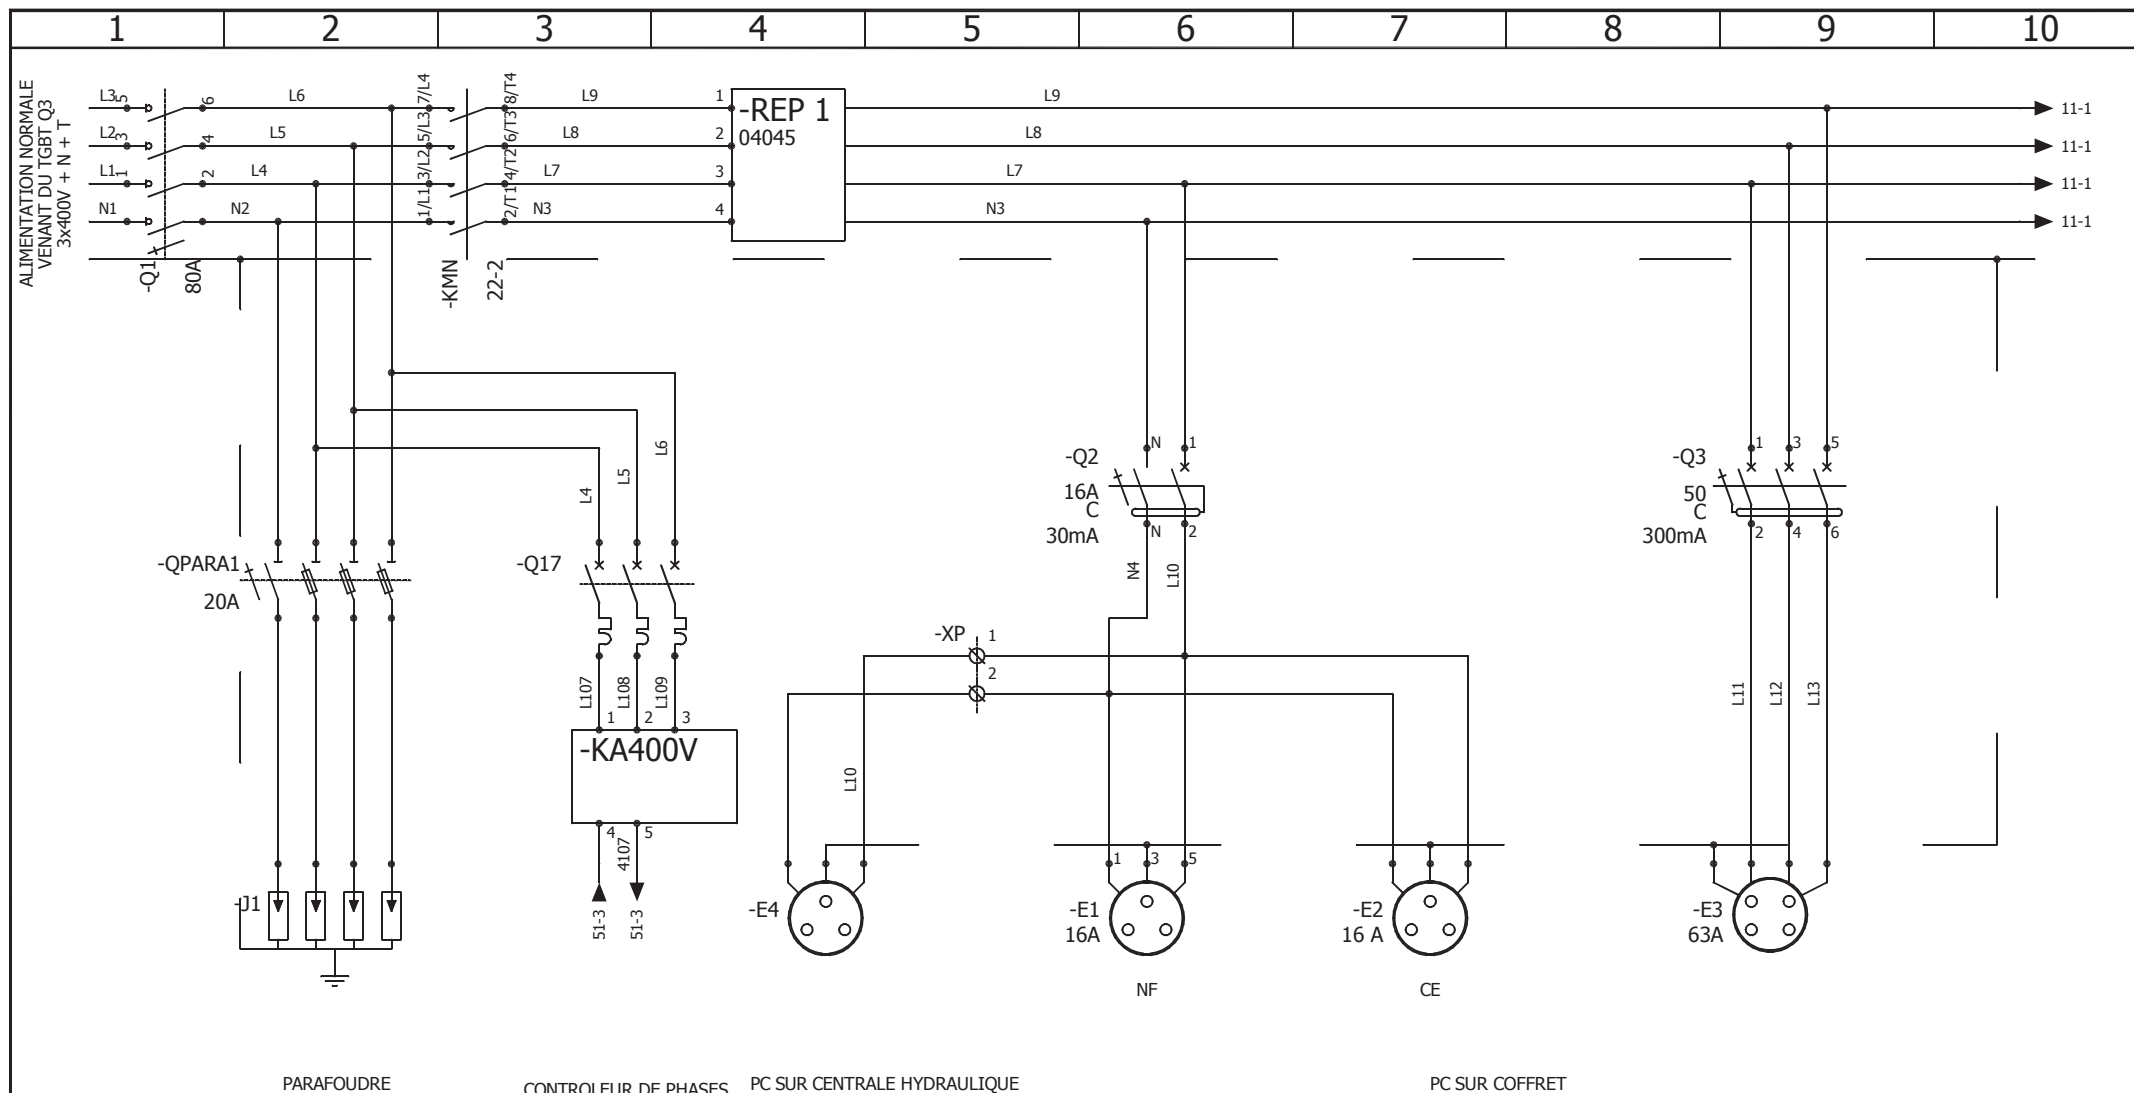 1 2 3 4 5 6 7 8 9 10
ALIMENTATION NORMALE
VENANT DU TGBT Q3
3x400V + N + T
L3 5 6 L6 7/L4 8/T4 L9 1 L9 11-1
L2 3 4 L5 5/L3 6/T3 L8 2 L8 11-1
L1 1 2 L4 3/L2 4/T2 L7 3 L7 11-1
N1 N2 1/L1 2/T1 N3 4 N3 11-1
-REP 1
04045
-Q1
80A
-KMN
22-2
L4 L5 L6
-QPARA1
20A
-Q17
L107 L108 L109
1 2 3
-KA400V
4 5
4107
51-3 51-3
-J1
-Q2
16A
C
30mA
N 1
N 2
N4 L10
-XP 1
2
L10
-Q3
50
C
300mA
1 3 5
2 4 6
L11 L12 L13
-E4
1 3 5
-E1
16A
NF
-E2
16 A
CE
-E3
63A
PARAFOUDRE
CONTROLEUR DE PHASES
PC SUR CENTRALE HYDRAULIQUE
PC SUR COFFRET